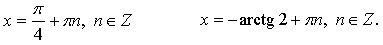 x = π/4 + πn, n ∈ Z    x = −arctg 2 + πn, n ∈ Z.